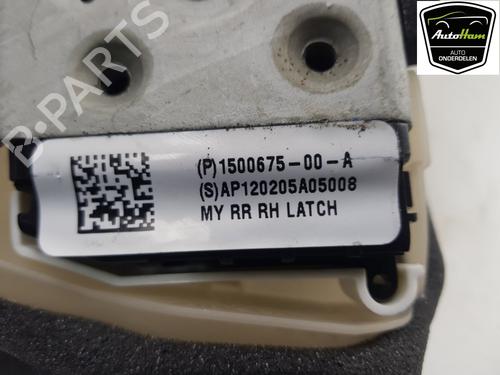 AutoHam
AUTO
ONDERDELEN
B-PARTS
(P)1500675-00-A
(S)AP120205A05008
MY RR RH LATCH